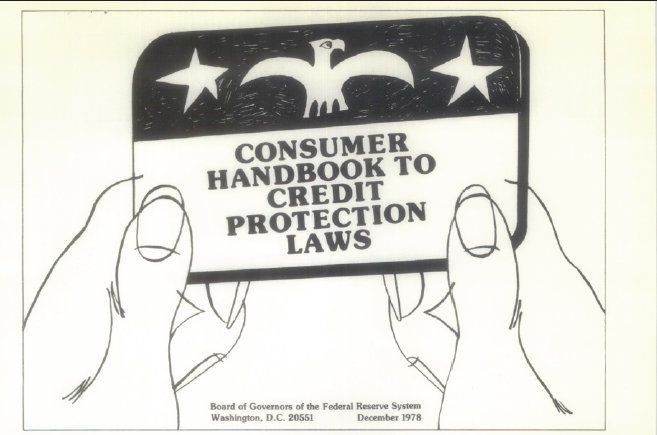 CONSUMER
HANDBOOK TO
CREDIT
PROTECTION
LAWS
Board of Governors of the Federal Reserve System
Washington, D.C. 20551 December 1978